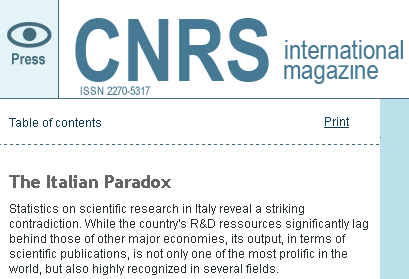 Press
CNRS international
magazine
ISSN 2270-5317
Table of contents
Print
The Italian Paradox
Statistics on scientific research in Italy reveal a striking
contradiction. While the country's R&D ressources significantly lag
behind those of other major economies, its output, in terms of
scientific publications, is not only one of the most prolific in the
world, but also highly recognized in several fields.